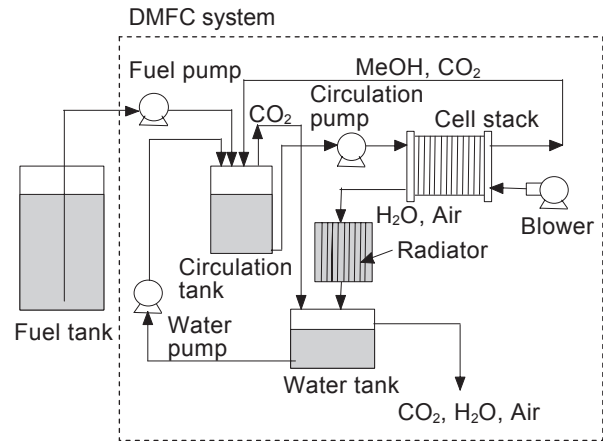 DMFC system
Fuel pump
MeOH, CO₂
CO₂
Circulation
pump
Cell stack
H₂O, Air
Blower
Radiator
Circulation
tank
Fuel tank
Water
pump
Water tank
CO₂, H₂O, Air